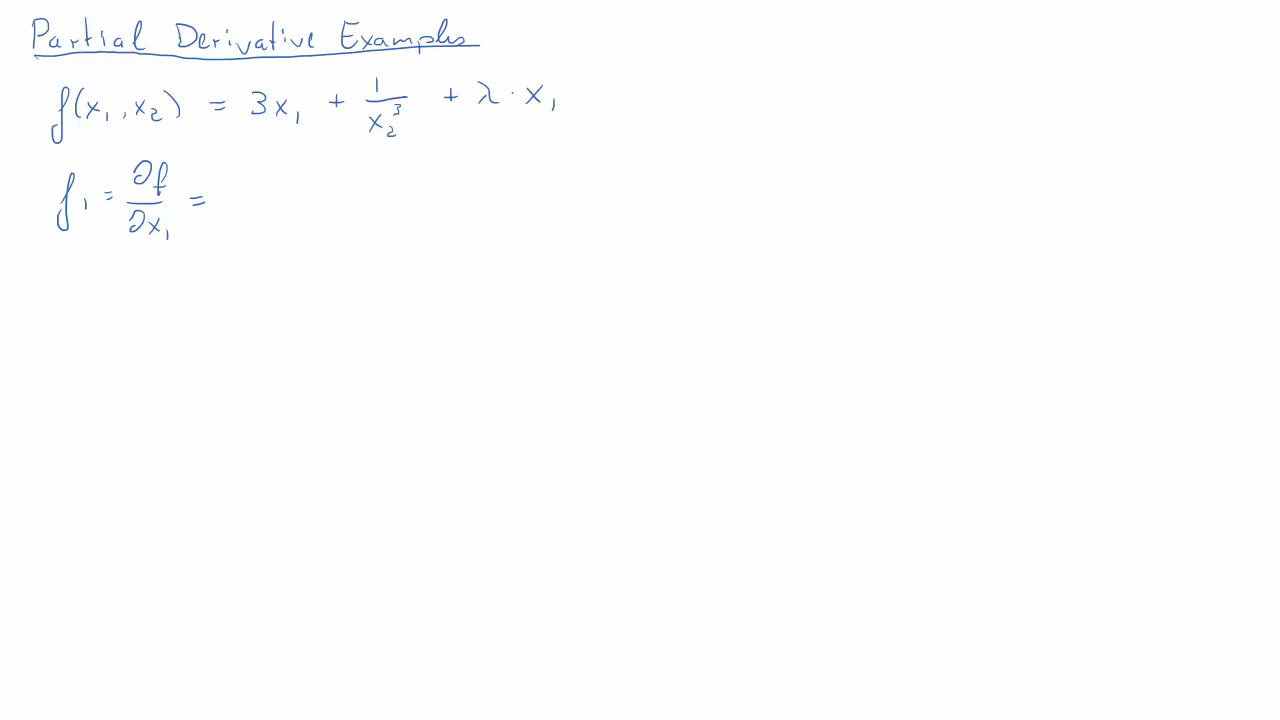 Partial Derivative Examples
f(x₁, x₂) = 3x₁ + 1/x₂³ + λ · x₁
f₁ = ∂f/∂x₁ =